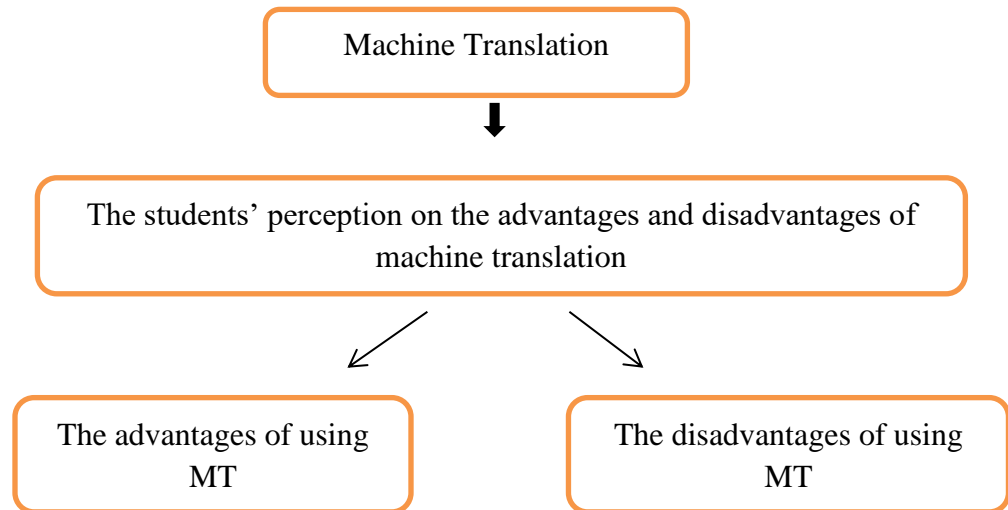 Machine Translation
The students’ perception on the advantages and disadvantages of
machine translation
The advantages of using
MT
The disadvantages of using
MT